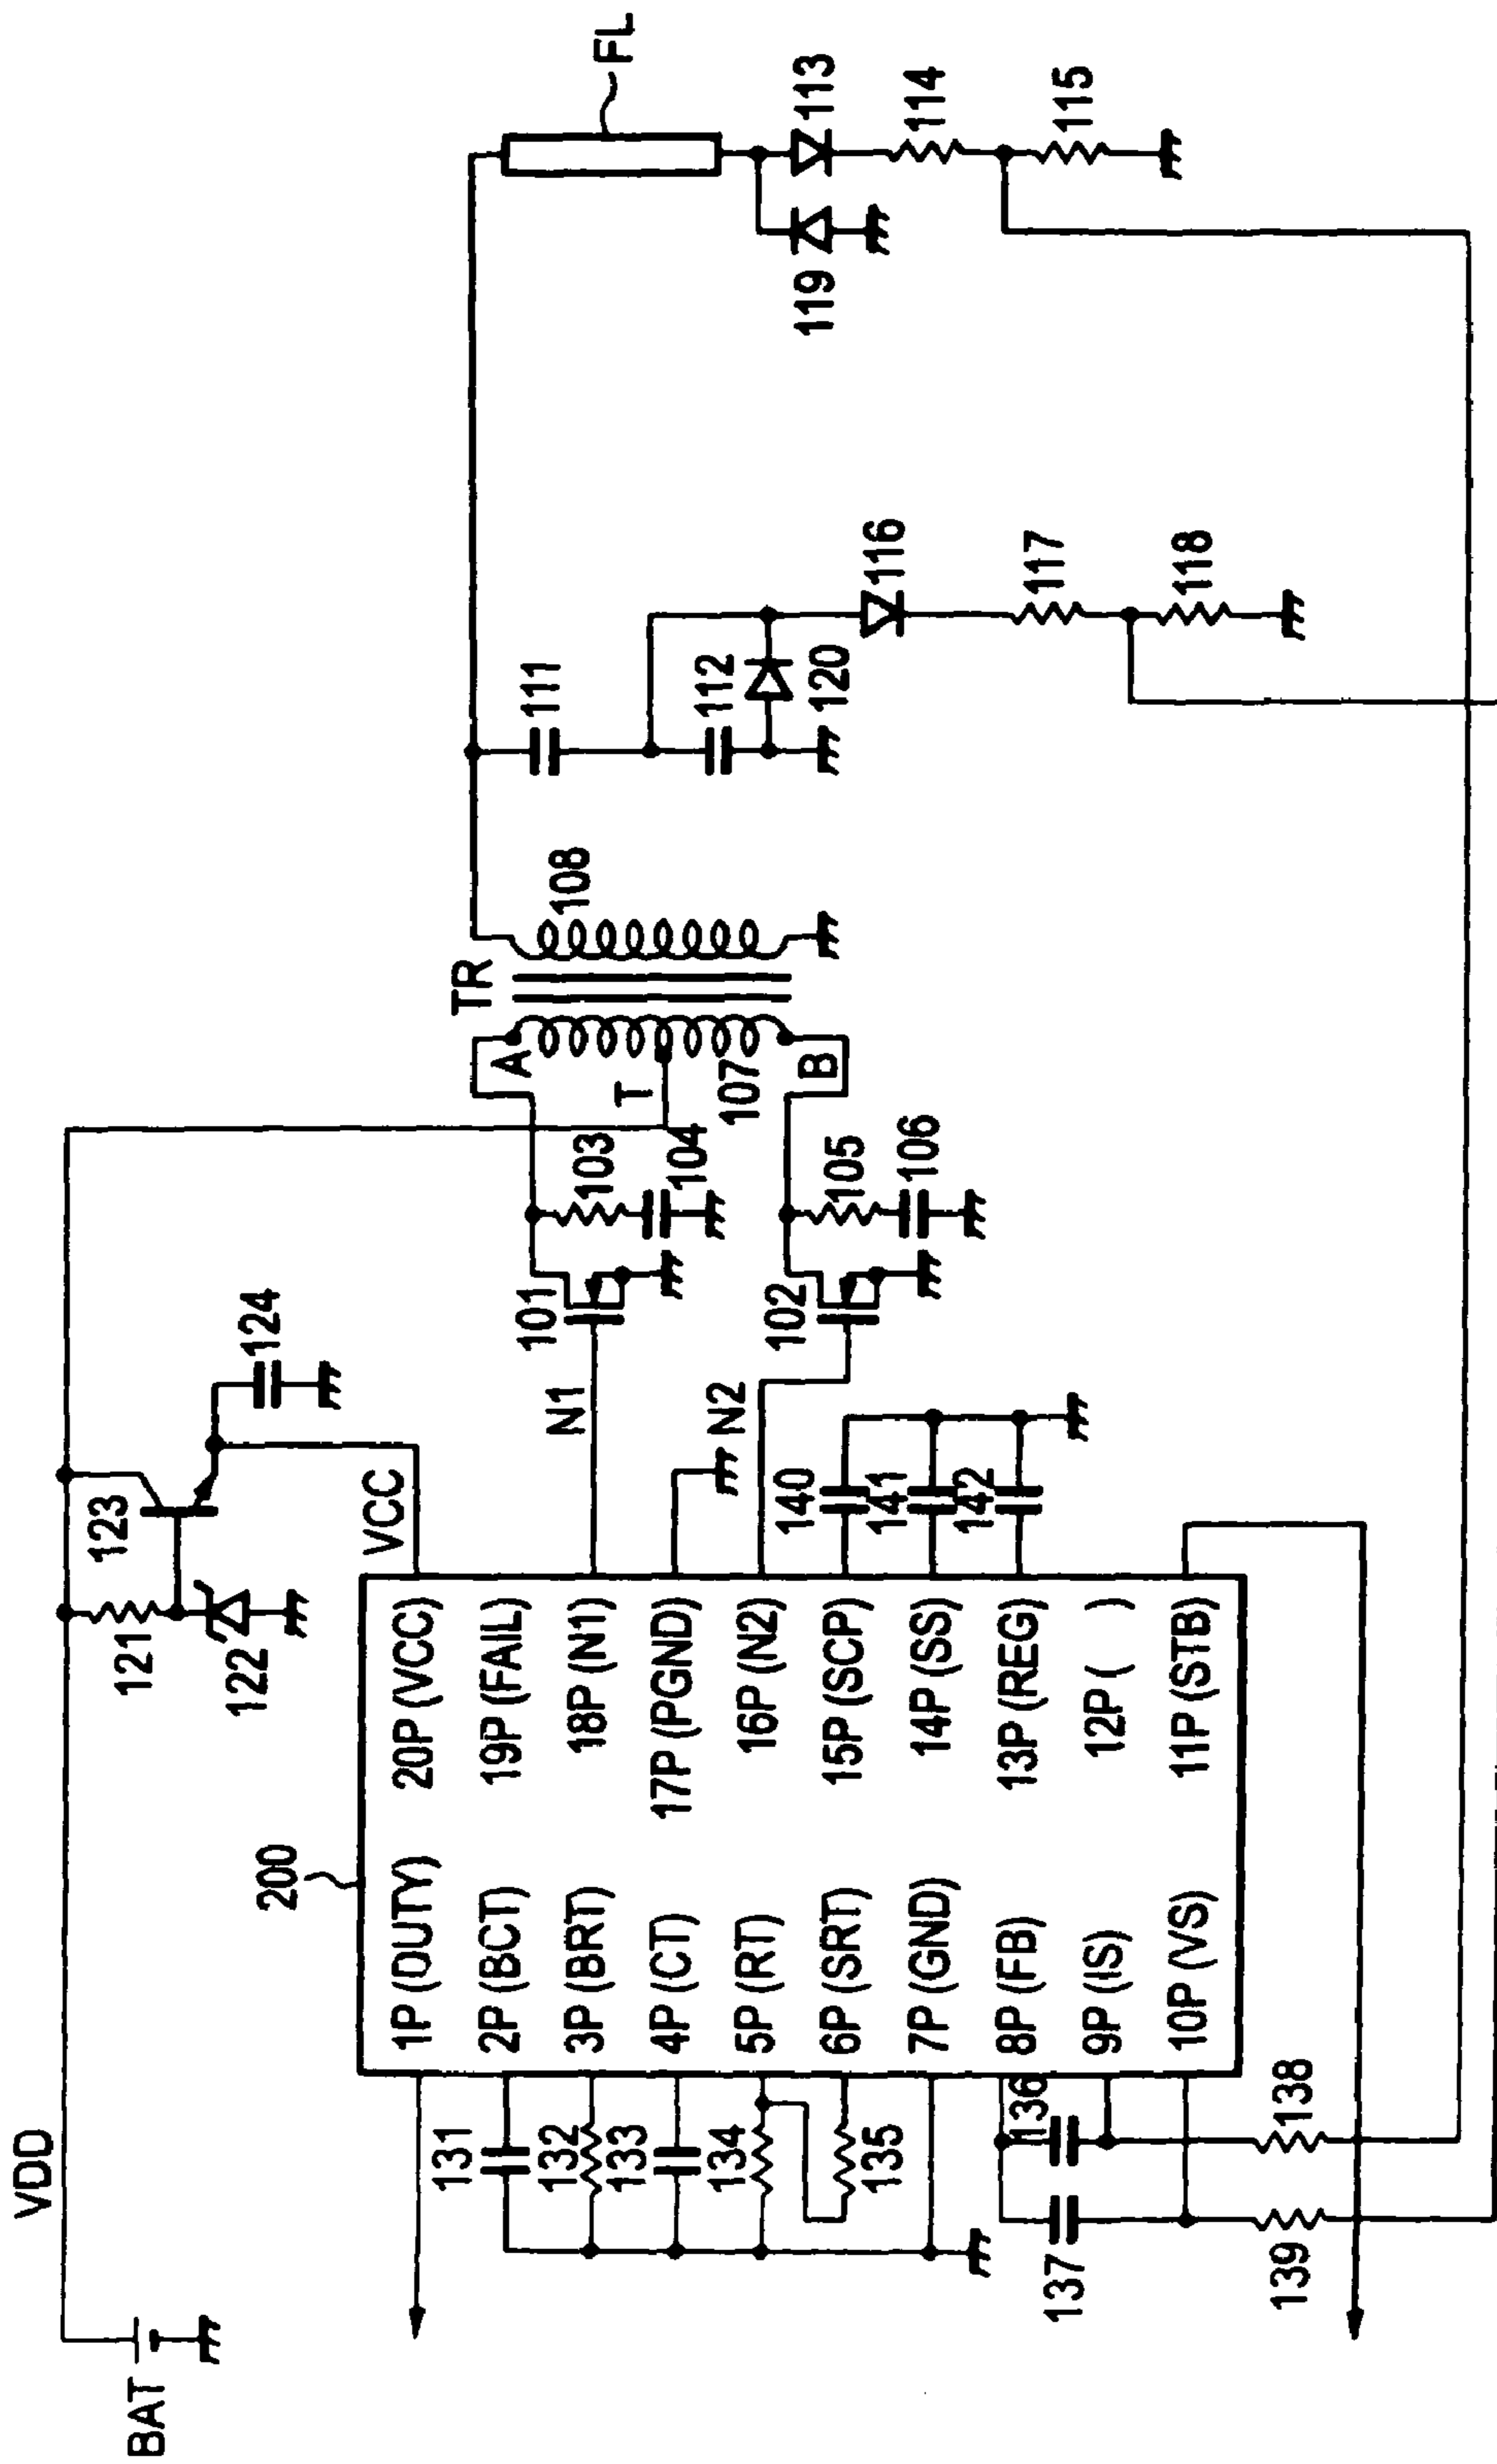 BAT
VDD
121
122
123
124
VCC
200
1P (DUTY)
2P (BCT)
3P (BRT)
4P (CT)
5P (RT)
6P (SRT)
7P (GND)
8P (FB)
9P (IS)
10P (VS)
20P (VCC)
19P (FAIL)
18P (N1)
17P (PGND)
16P (N2)
15P (SCP)
14P (SS)
13P (REG)
12P ( )
11P (STB)
131
132
133
134
135
136
137
138
139
140
141
142
N1
N2
101
102
103
104
105
106
A
T
B
107
TR
108
111
112
120
116
117
118
FL
113
119
114
115